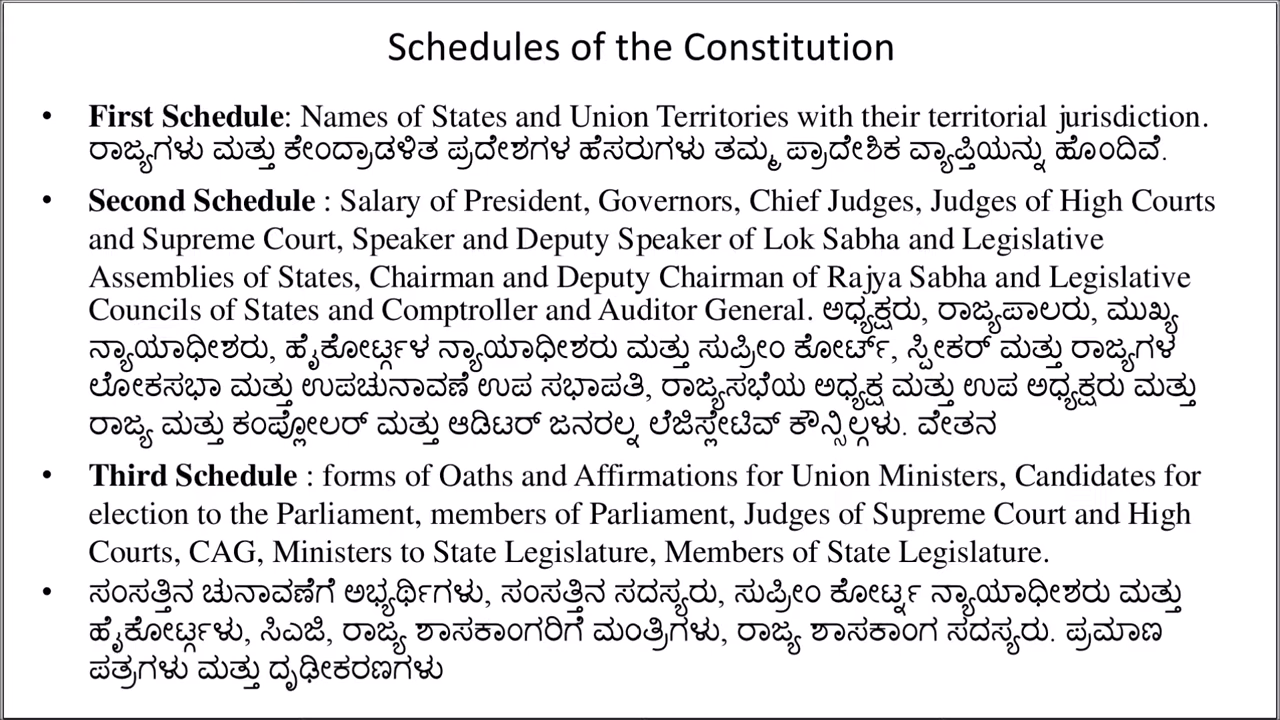 Schedules of the Constitution
• First Schedule: Names of States and Union Territories with their territorial jurisdiction.
ರಾಜ್ಯಗಳು ಮತ್ತು ಕೇಂದ್ರಾಡಳಿತ ಪ್ರದೇಶಗಳ ಹೆಸರುಗಳು ತಮ್ಮ ಪ್ರಾದೇಶಿಕ ವ್ಯಾಪ್ತಿಯನ್ನು ಹೊಂದಿವೆ.
• Second Schedule : Salary of President, Governors, Chief Judges, Judges of High Courts
and Supreme Court, Speaker and Deputy Speaker of Lok Sabha and Legislative
Assemblies of States, Chairman and Deputy Chairman of Rajya Sabha and Legislative
Councils of States and Comptroller and Auditor General. ಅಧ್ಯಕ್ಷರು, ರಾಜ್ಯಪಾಲರು, ಮುಖ್ಯ
ನ್ಯಾಯಾಧೀಶರು, ಹೈಕೋರ್ಟ್ಗಳ ನ್ಯಾಯಾಧೀಶರು ಮತ್ತು ಸುಪ್ರೀಂ ಕೋರ್ಟ್, ಸ್ಪೀಕರ್ ಮತ್ತು ರಾಜ್ಯಗಳ
ಲೋಕಸಭಾ ಮತ್ತು ಉಪಚುನಾವಣೆ ಉಪ ಸಭಾಪತಿ, ರಾಜ್ಯಸಭೆಯ ಅಧ್ಯಕ್ಷ ಮತ್ತು ಉಪ ಅಧ್ಯಕ್ಷರು ಮತ್ತು
ರಾಜ್ಯ ಮತ್ತು ಕಂಪ್ಲೋಲರ್ ಮತ್ತು ಆಡಿಟರ್ ಜನರಲ್ನ ಲೆಜಿಸ್ಲೇಟಿವ್ ಕೌನ್ಸಿಲ್ಗಳು. ವೇತನ
• Third Schedule : forms of Oaths and Affirmations for Union Ministers, Candidates for
election to the Parliament, members of Parliament, Judges of Supreme Court and High
Courts, CAG, Ministers to State Legislature, Members of State Legislature.
• ಸಂಸತ್ತಿನ ಚುನಾವಣೆಗೆ ಅಭ್ಯರ್ಥಿಗಳು, ಸಂಸತ್ತಿನ ಸದಸ್ಯರು, ಸುಪ್ರೀಂ ಕೋರ್ಟ್ನ ನ್ಯಾಯಾಧೀಶರು ಮತ್ತು
ಹೈಕೋರ್ಟ್ಗಳು, ಸಿಎಜಿ, ರಾಜ್ಯ ಶಾಸಕಾಂಗರಿಗೆ ಮಂತ್ರಿಗಳು, ರಾಜ್ಯ ಶಾಸಕಾಂಗ ಸದಸ್ಯರು. ಪ್ರಮಾಣ
ಪತ್ರಗಳು ಮತ್ತು ದೃಢೀಕರಣಗಳು